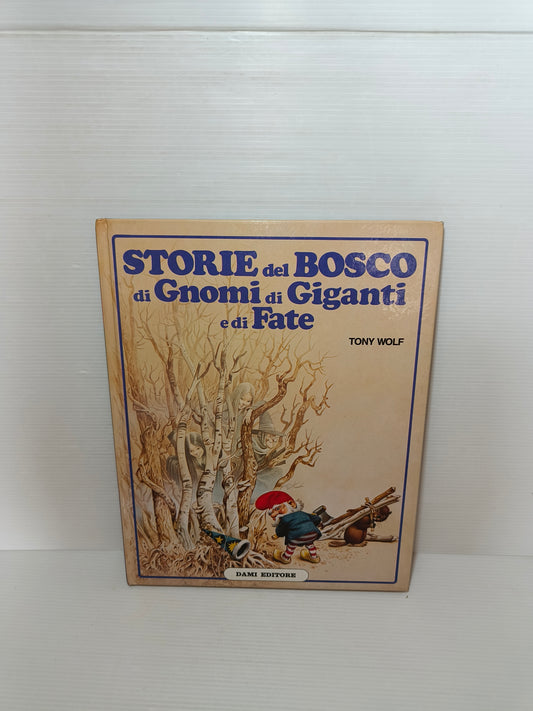 STORIE del BOSCO
di Gnomi di Giganti
e di Fate
TONY WOLF
DAMI EDITORE